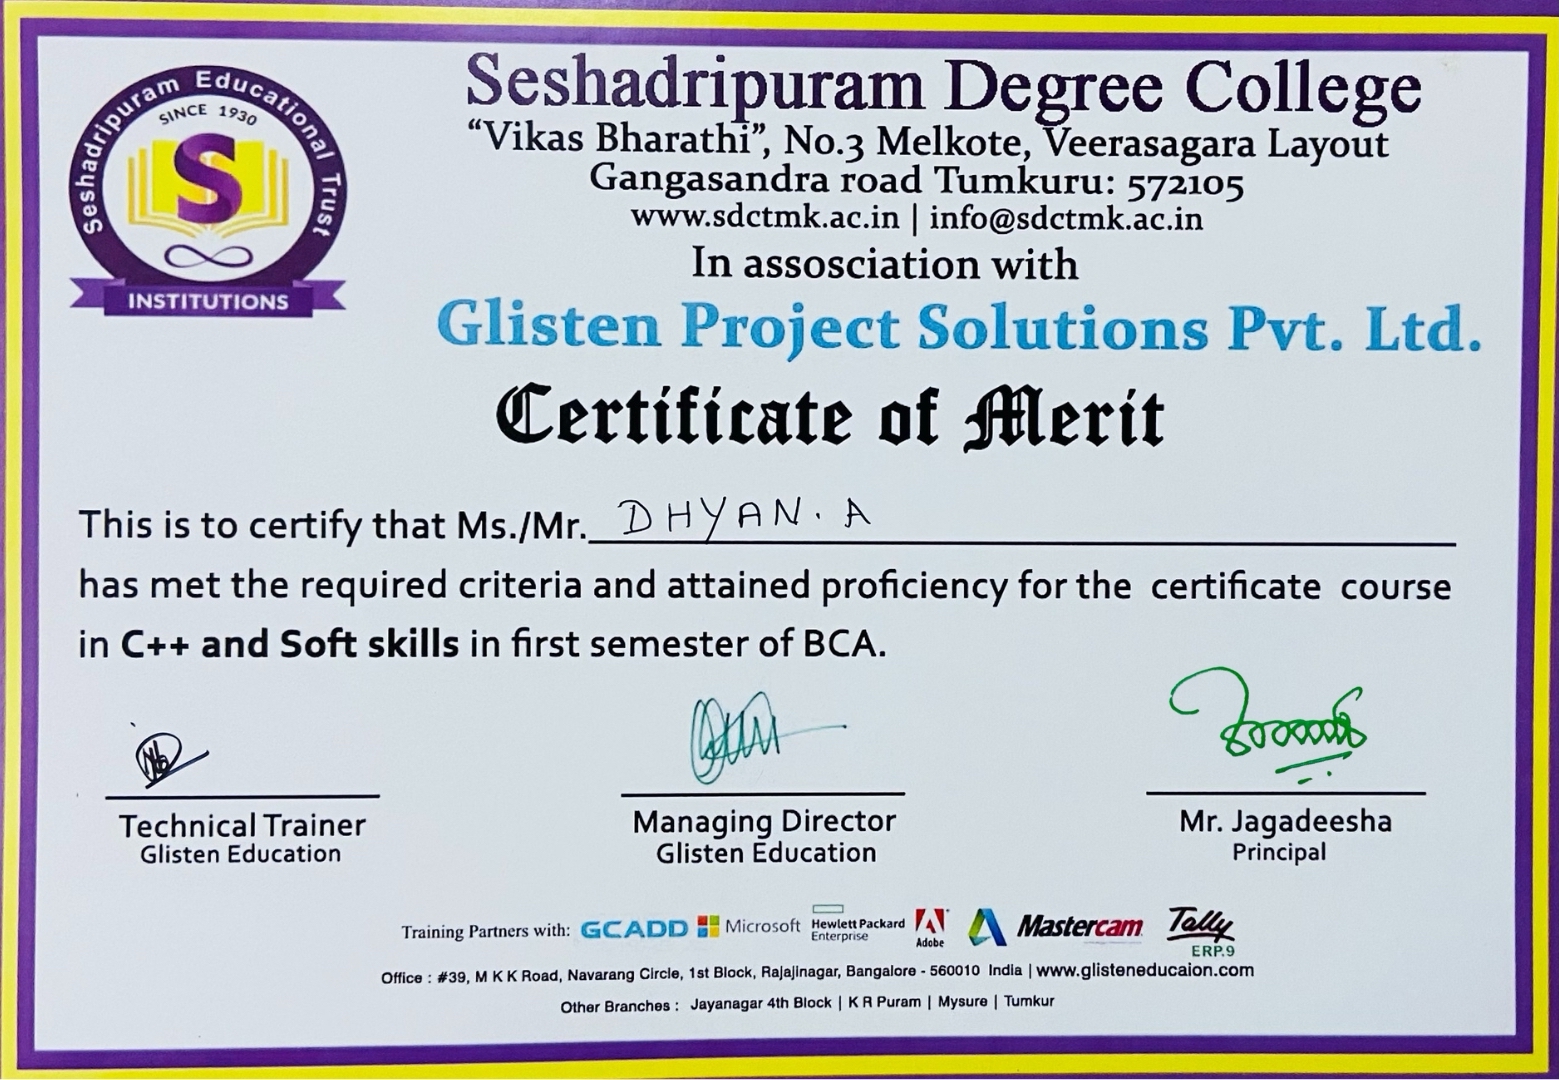 Seshadripuram Educational Trust
SINCE 1930
S
INSTITUTIONS
Seshadripuram Degree College
“Vikas Bharathi”, No.3 Melkote, Veerasagara Layout
Gangasandra road Tumkuru: 572105
www.sdctmk.ac.in | info@sdctmk.ac.in
In assosciation with
Glisten Project Solutions Pvt. Ltd.
Certificate of Merit
This is to certify that Ms./Mr. DHYAN. A
has met the required criteria and attained proficiency for the certificate course
in C++ and Soft skills in first semester of BCA.
Technical Trainer
Glisten Education
Managing Director
Glisten Education
Mr. Jagadeesha
Principal
Training Partners with: GCADD Microsoft Hewlett Packard Enterprise Adobe Mastercam Tally ERP.9
Office : #39, M K K Road, Navarang Circle, 1st Block, Rajajinagar, Bangalore - 560010 India | www.glisteneducaion.com
Other Branches : Jayanagar 4th Block | K R Puram | Mysure | Tumkur